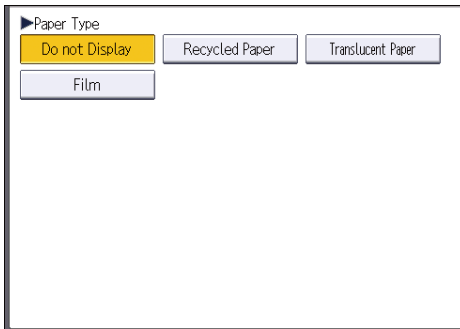 ▶Paper Type
Do not Display Recycled Paper Translucent Paper
Film